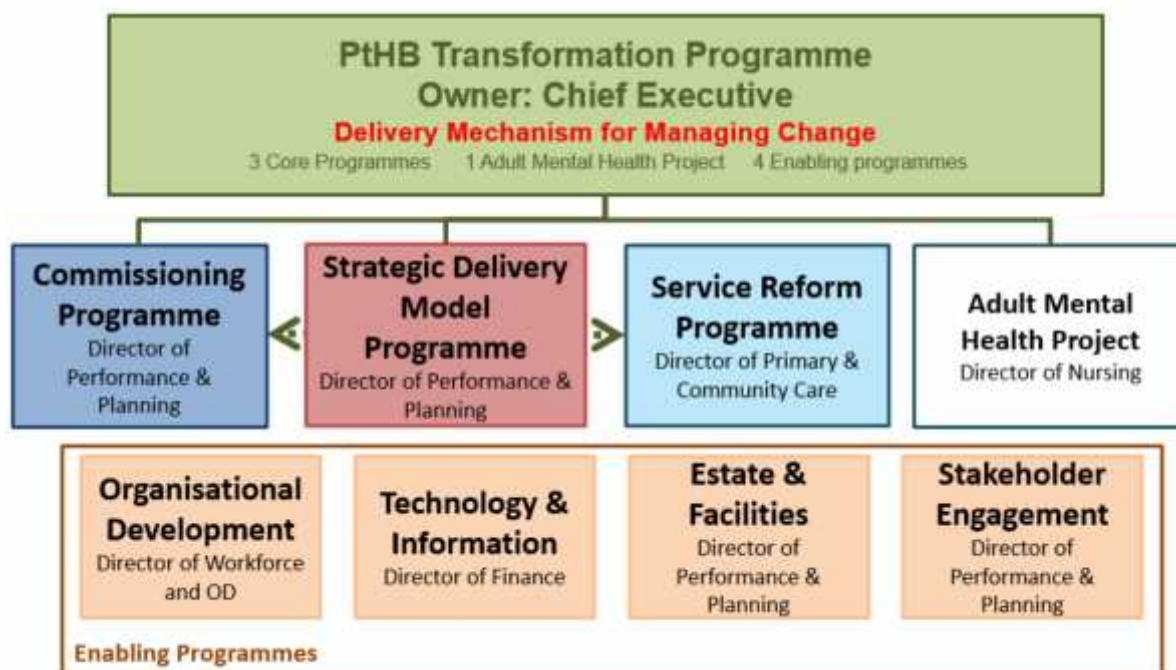 PtHB Transformation Programme
Owner: Chief Executive
Delivery Mechanism for Managing Change
3 Core Programmes 1 Adult Mental Health Project 4 Enabling programmes
Commissioning
Programme
Director of
Performance &
Planning
Strategic Delivery
Model
Programme
Director of Performance &
Planning
Service Reform
Programme
Director of Primary &
Community Care
Adult Mental
Health Project
Director of Nursing
Organisational
Development
Director of Workforce
and OD
Technology &
Information
Director of Finance
Estate &
Facilities
Director of
Performance &
Planning
Stakeholder
Engagement
Director of
Performance &
Planning
Enabling Programmes